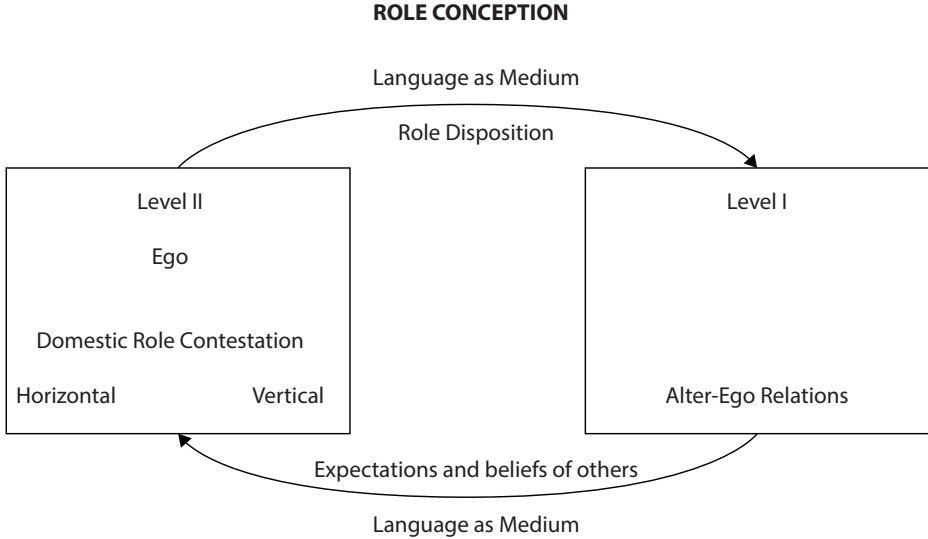 ROLE CONCEPTION
Language as Medium
Role Disposition
Level II
Ego
Domestic Role Contestation
Horizontal Vertical
Level I
Alter-Ego Relations
Expectations and beliefs of others
Language as Medium